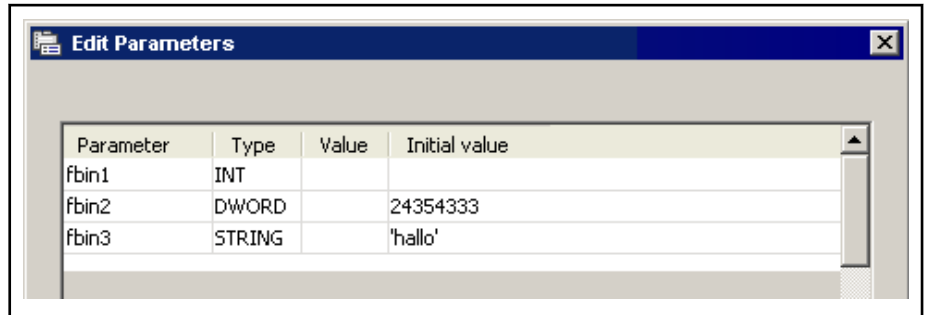 Edit Parameters
Parameter Type Value Initial value
fbin1 INT
fbin2 DWORD 24354333
fbin3 STRING 'hallo'